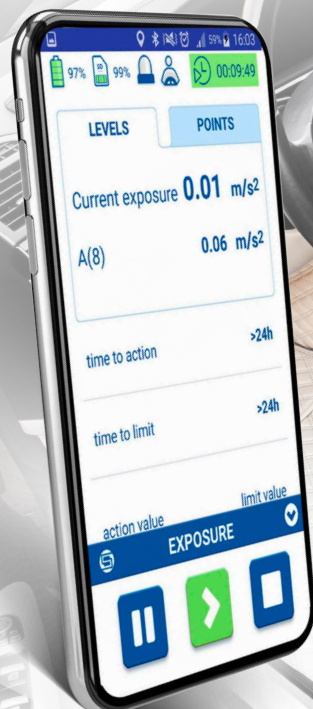 59% 16:03
97% SD 99% 00:09:49
LEVELS POINTS
Current exposure 0.01 m/s2
A(8) 0.06 m/s2
time to action >24h
time to limit >24h
action value limit value
EXPOSURE